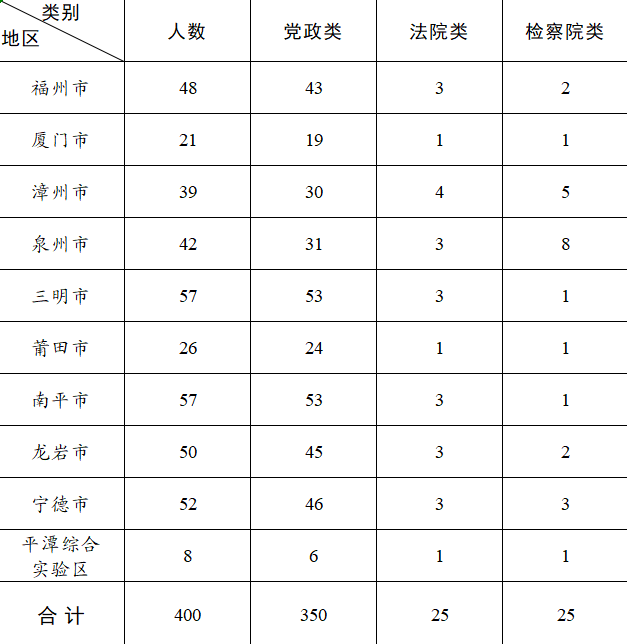 类别
地区 人数 党政类 法院类 检察院类
福州市 48 43 3 2
厦门市 21 19 1 1
漳州市 39 30 4 5
泉州市 42 31 3 8
三明市 57 53 3 1
莆田市 26 24 1 1
南平市 57 53 3 1
龙岩市 50 45 3 2
宁德市 52 46 3 3
平潭综合
实验区 8 6 1 1
合计 400 350 25 25